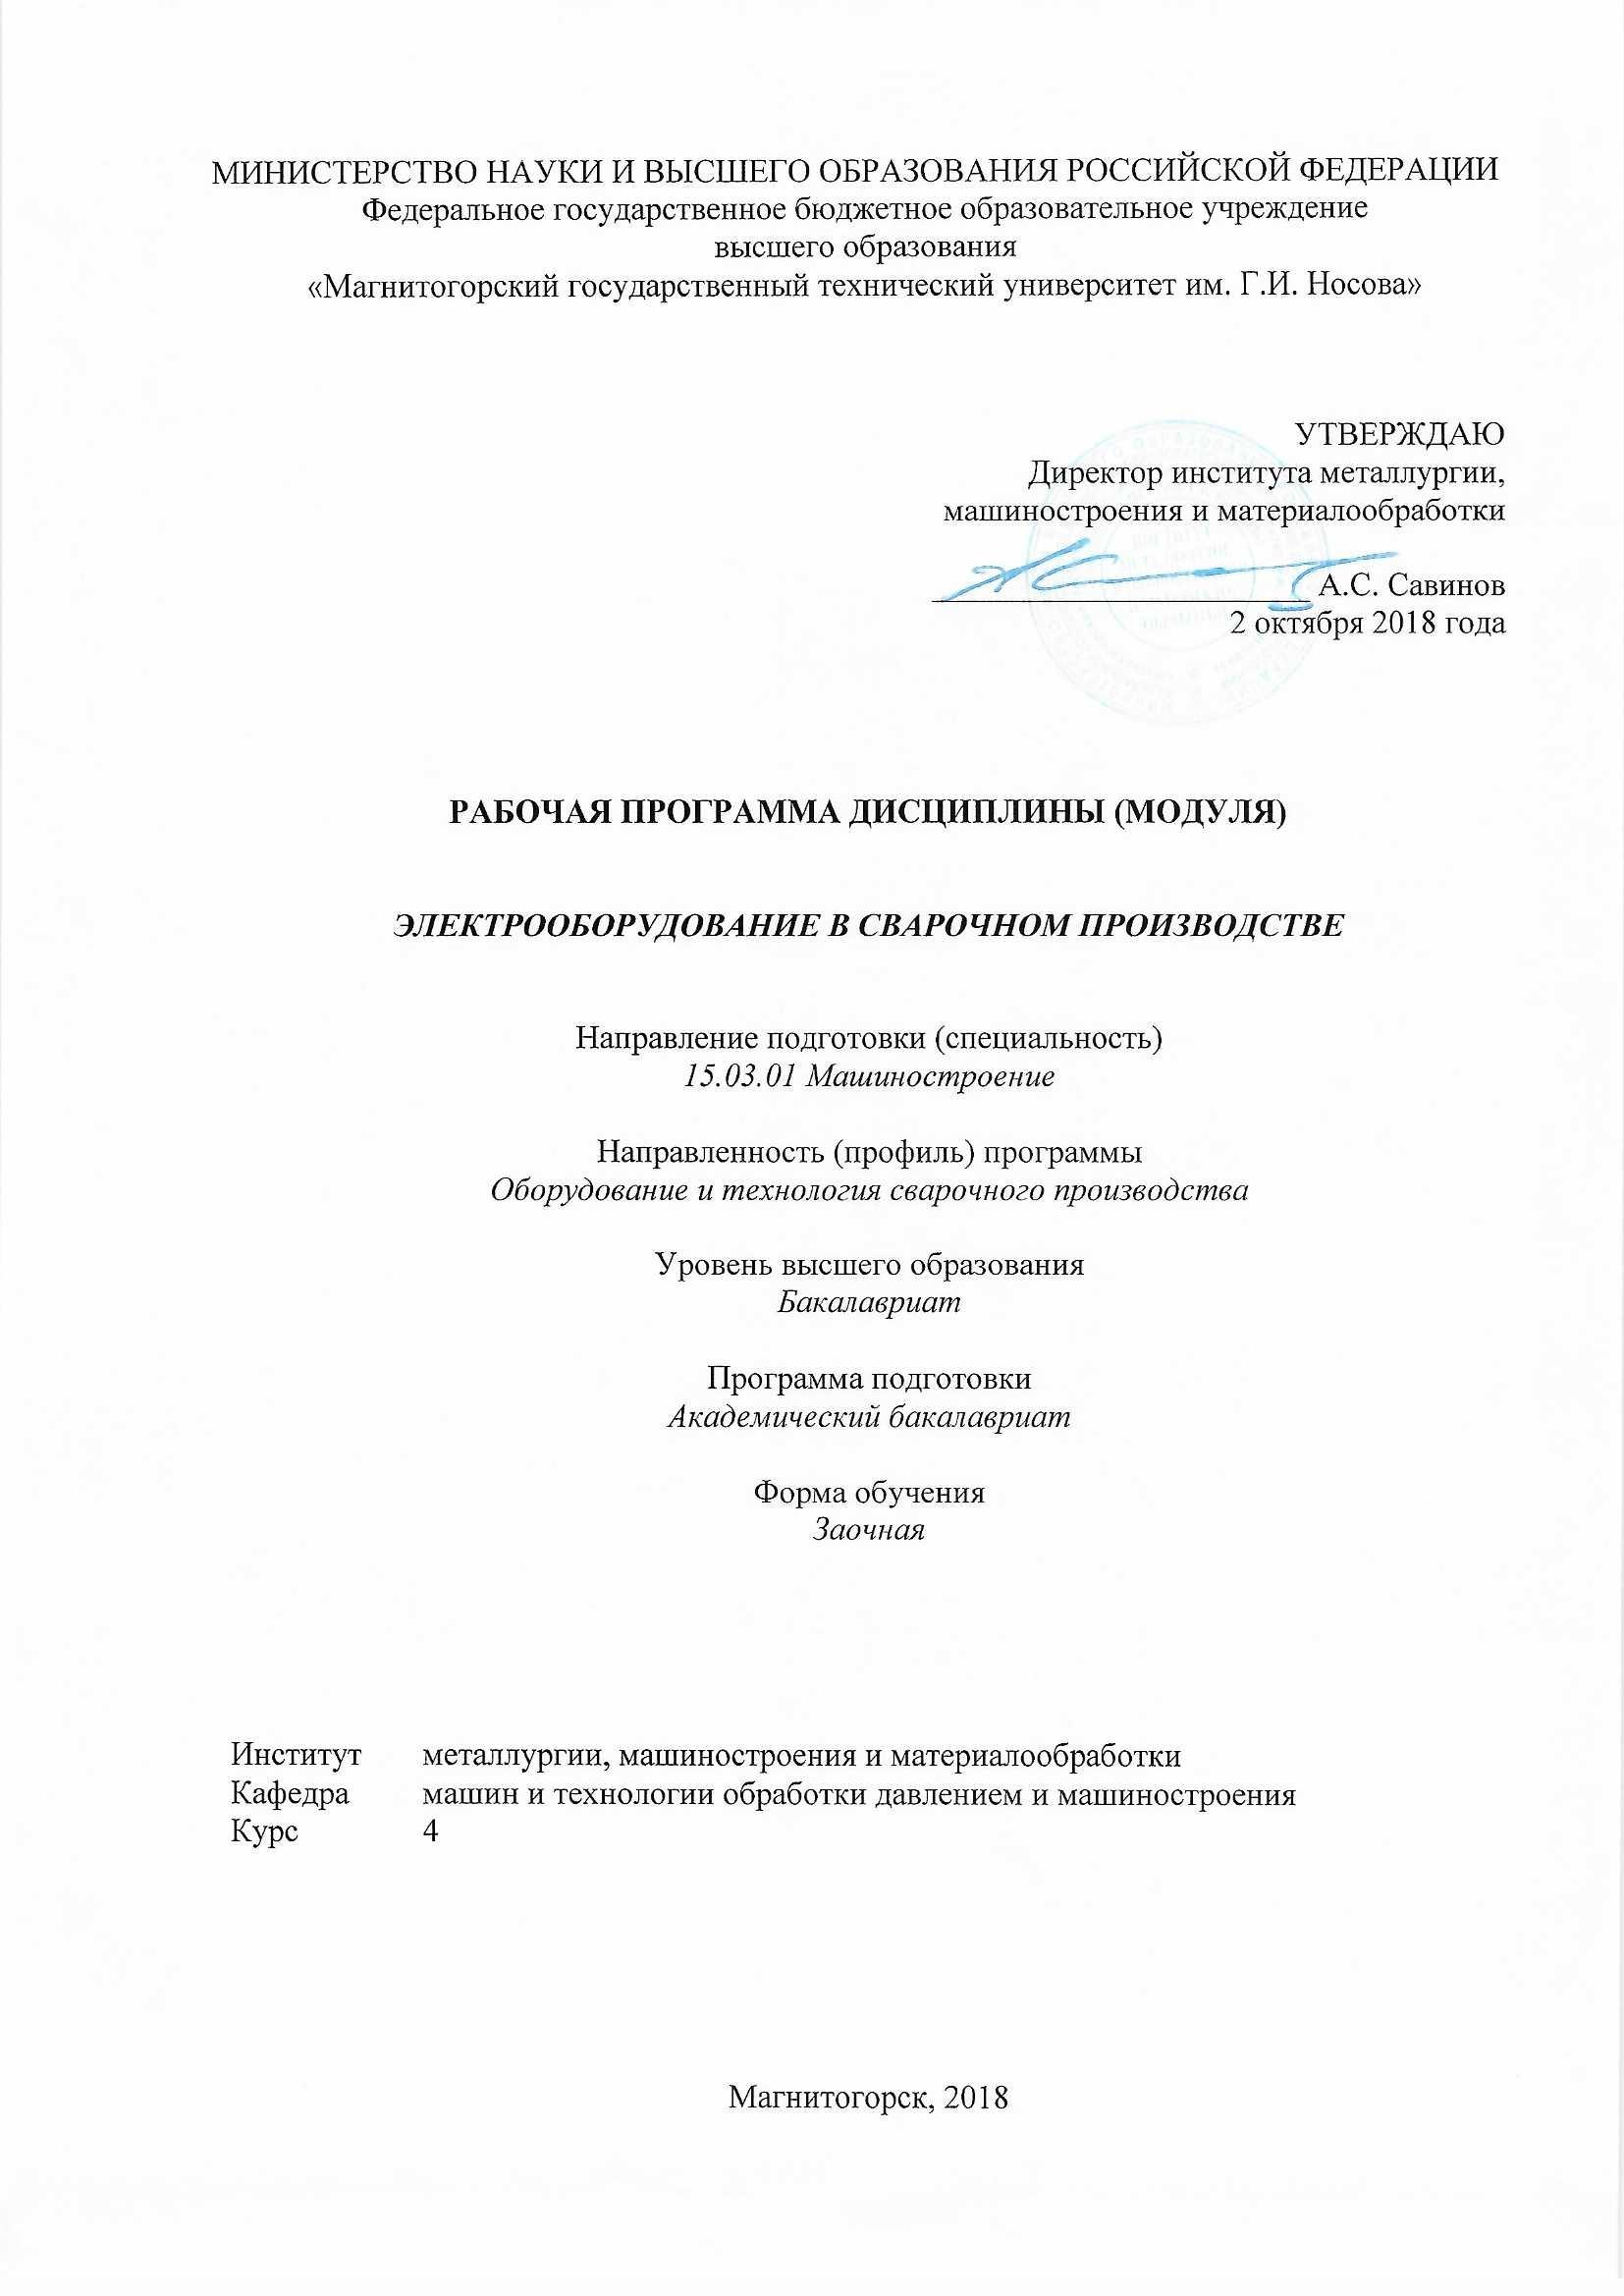 МИНИСТЕРСТВО НАУКИ И ВЫСШЕГО ОБРАЗОВАНИЯ РОССИЙСКОЙ ФЕДЕРАЦИИ
Федеральное государственное бюджетное образовательное учреждение
высшего образования
«Магнитогорский государственный технический университет им. Г.И. Носова»
УТВЕРЖДАЮ
Директор института металлургии,
машиностроения и материалообработки
А.С. Савинов
2 октября 2018 года
РАБОЧАЯ ПРОГРАММА ДИСЦИПЛИНЫ (МОДУЛЯ)
ЭЛЕКТРООБОРУДОВАНИЕ В СВАРОЧНОМ ПРОИЗВОДСТВЕ
Направление подготовки (специальность)
15.03.01 Машиностроение
Направленность (профиль) программы
Оборудование и технология сварочного производства
Уровень высшего образования
Бакалавриат
Программа подготовки
Академический бакалавриат
Форма обучения
Заочная
Институт металлургии, машиностроения и материалообработки
Кафедра машин и технологии обработки давлением и машиностроения
Курс 4
Магнитогорск, 2018